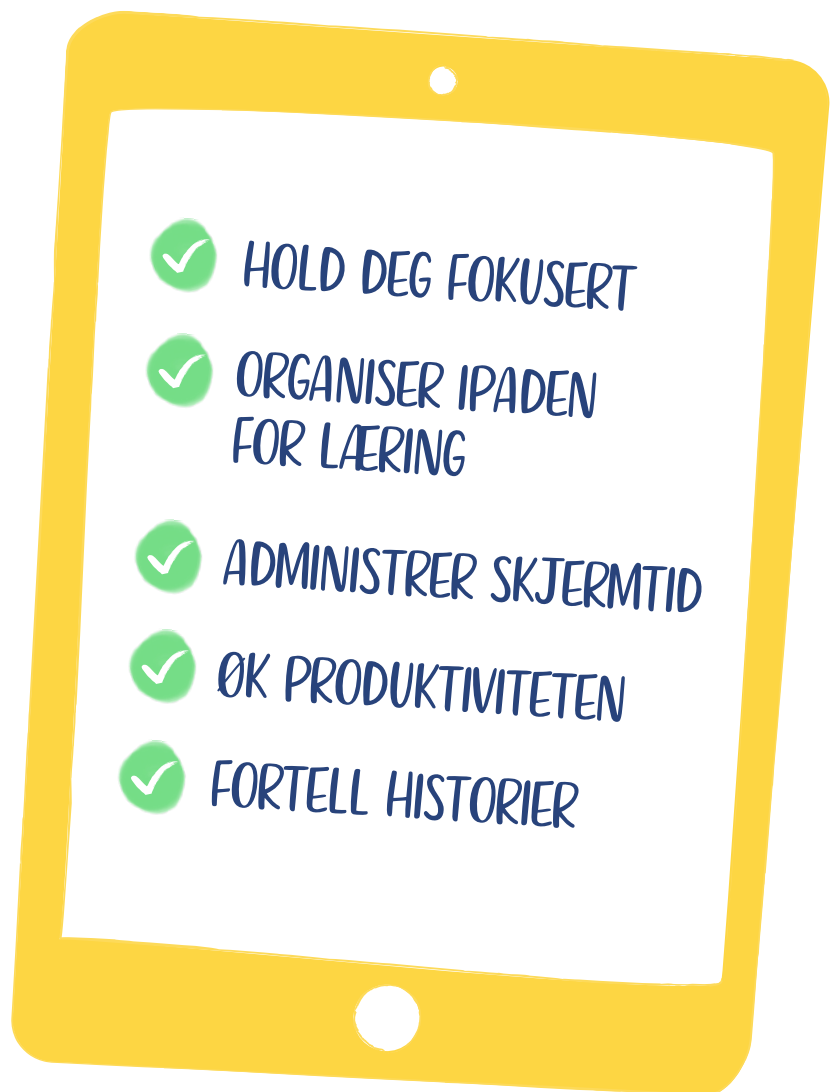 HOLD DEG FOKUSERT
ORGANISER IPADEN
FOR LÆRING
ADMINISTRER SKJERMTID
ØK PRODUKTIVITETEN
FORTELL HISTORIER